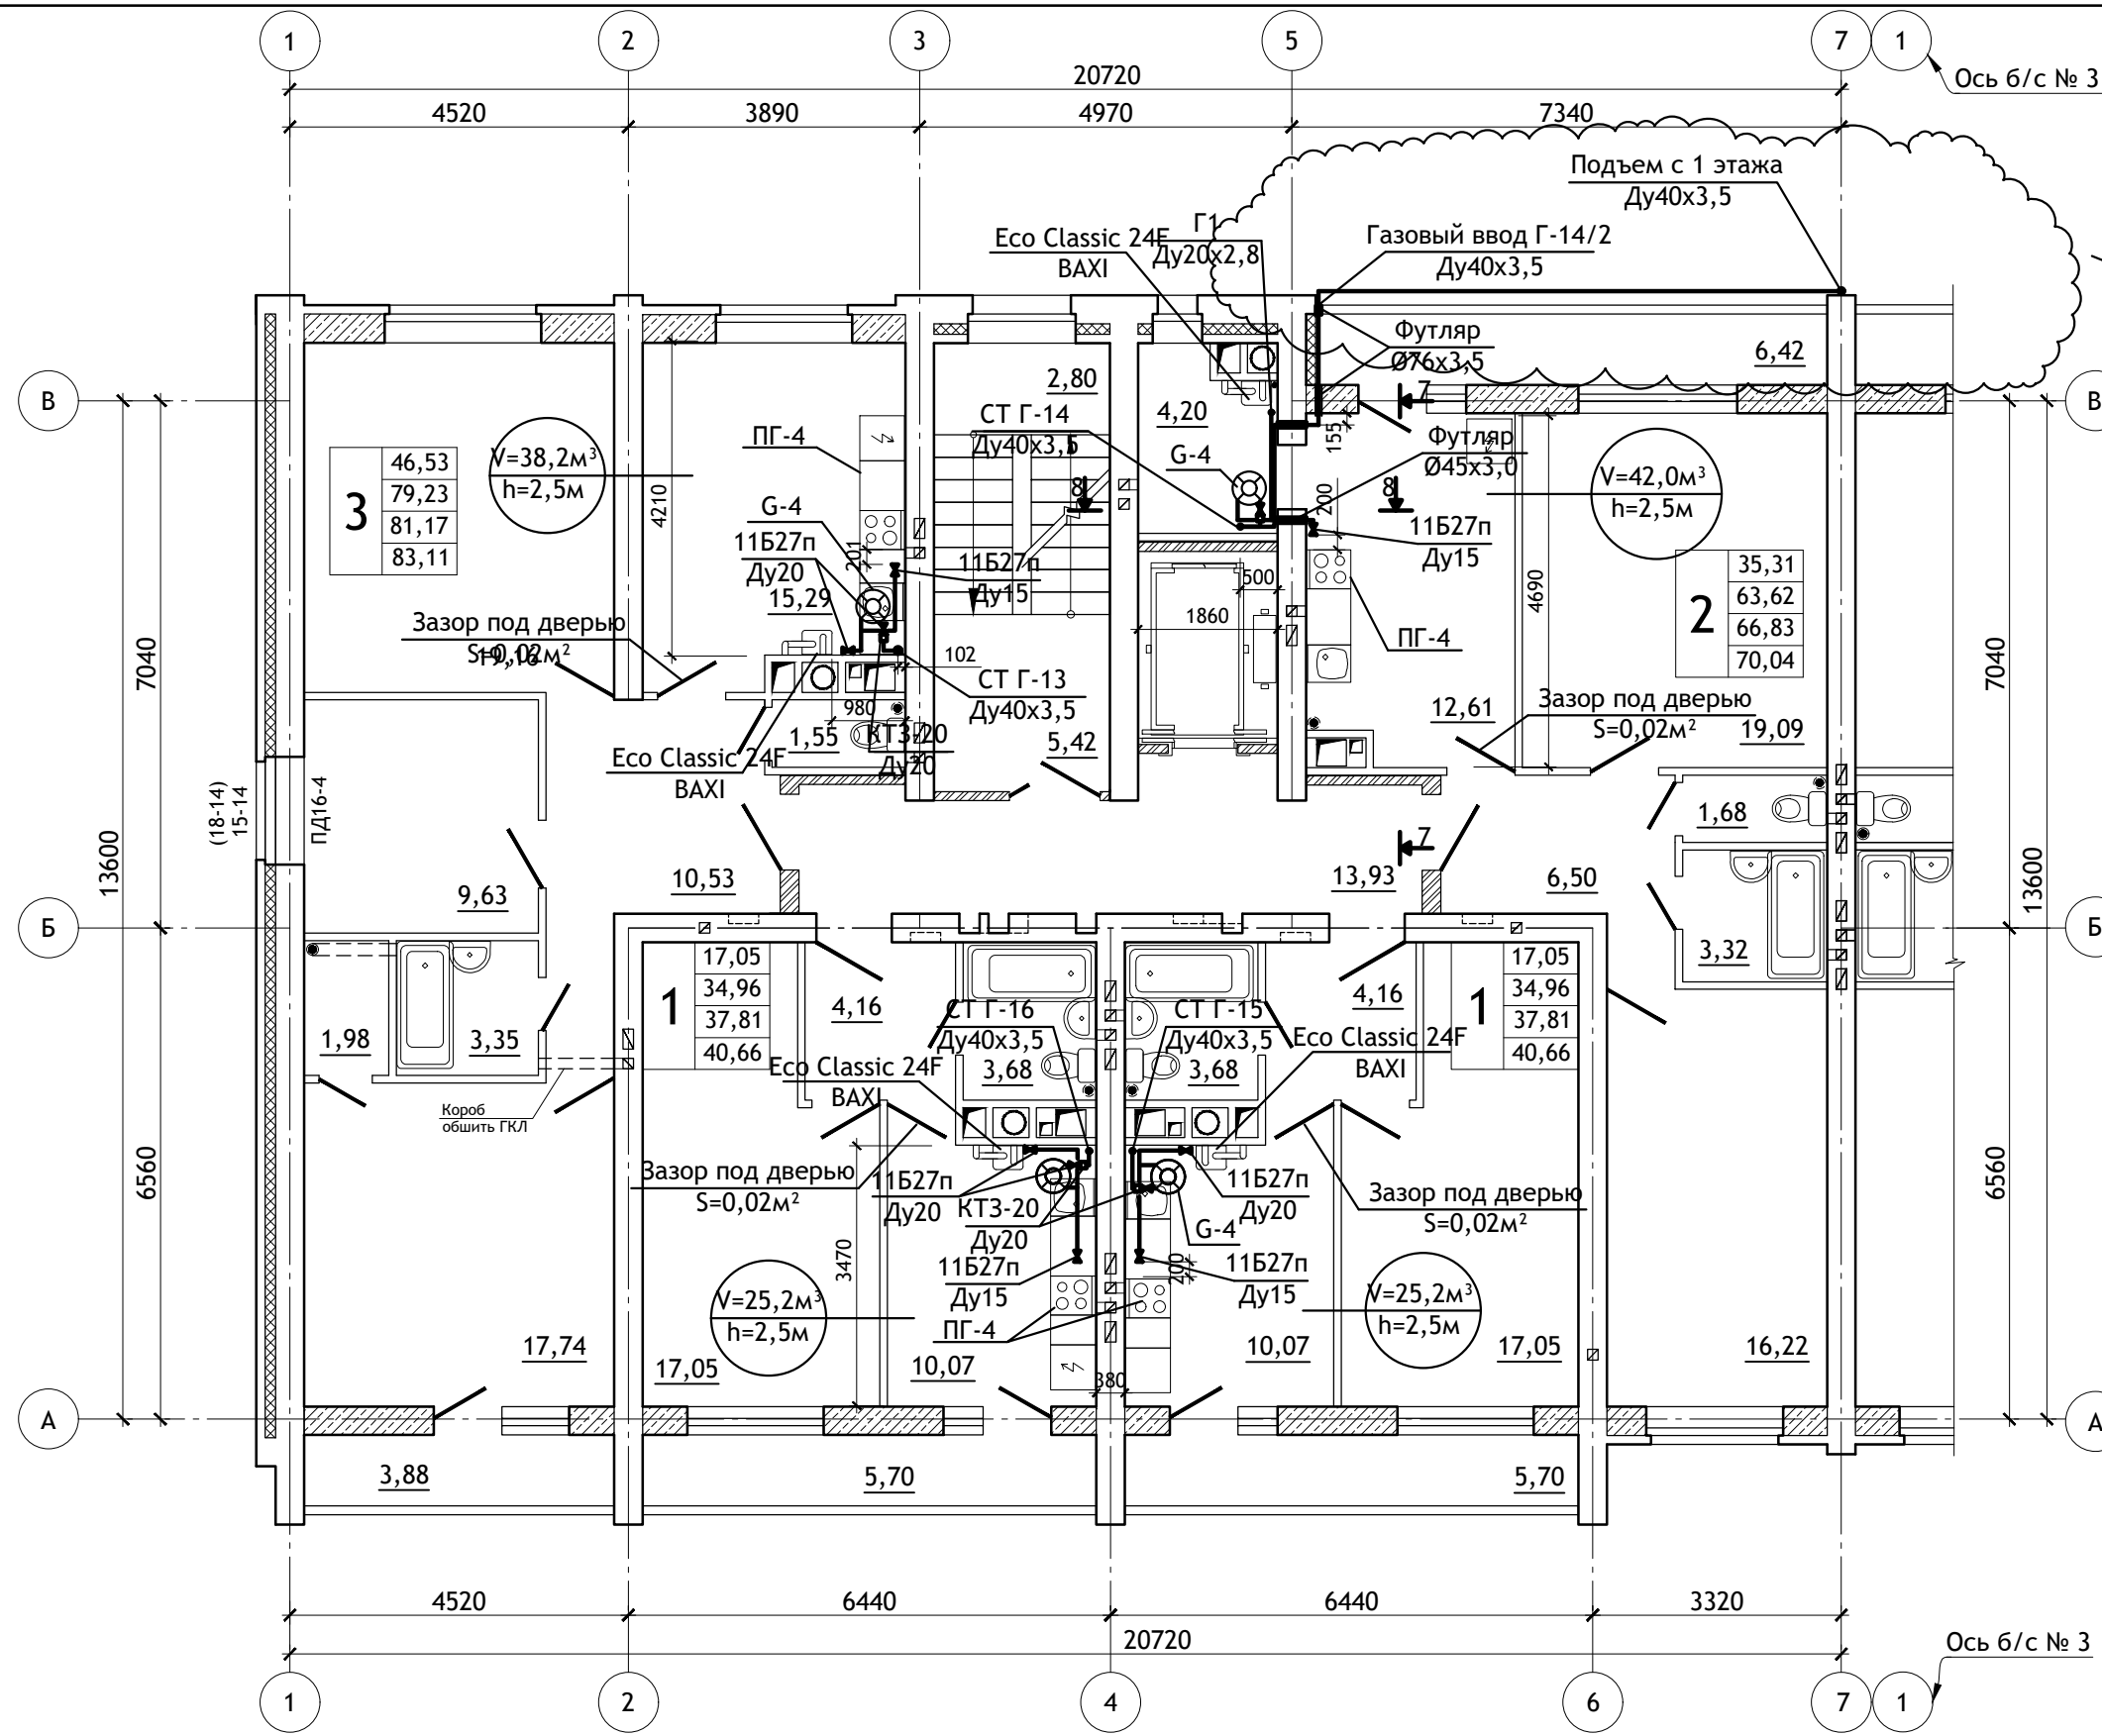 1
2
3
5
7
1
Ось б/с № 3
20720
4520
3890
4970
7340
Подъем с 1 этажа
Ду40х3,5
Г1
Ду20х2,8
Eco Classic 24F
BAXI
Газовый ввод Г-14/2
Ду40х3,5
Футляр
Ø76х3,5
6,42
2,80
4,20
7
В
В
СТ Г-14
Ду40х3,5
ПГ-4
G-4
155
Футляр
Ø45х3,0
3
46,53
79,23
81,17
83,11
V=38,2м³
h=2,5м
4210
8
8
200
V=42,0м³
h=2,5м
G-4
11Б27п
Ду20
201
11Б27п
Ду15
11Б27п
Ду15
15,29
500
1860
4690
2
35,31
63,62
66,83
70,04
Зазор под дверью
S=0,02м²
19,16
ПГ-4
7040
7040
102
СТ Г-13
Ду40х3,5
980
12,61
Зазор под дверью
S=0,02м²
19,09
1,55
КТЗ-20
Ду20
5,42
Eco Classic 24F
BAXI
(18-14)
15-14
ПД16-4
1,68
13600
13600
7
10,53
13,93
6,50
9,63
Б
Б
3,32
1
17,05
34,96
37,81
40,66
4,16
СТ Г-16
Ду40х3,5
СТ Г-15
Ду40х3,5
4,16
1
17,05
34,96
37,81
40,66
1,98
3,35
Eco Classic 24F
BAXI
3,68
3,68
Eco Classic 24F
BAXI
Короб
обшить ГКЛ
6560
6560
Зазор под дверью
S=0,02м²
11Б27п
Ду20
КТЗ-20
Ду20
11Б27п
Ду20
G-4
Зазор под дверью
S=0,02м²
3470
11Б27п
Ду15
200
11Б27п
Ду15
V=25,2м³
h=2,5м
ПГ-4
V=25,2м³
h=2,5м
17,74
17,05
10,07
380
10,07
17,05
16,22
А
А
3,88
5,70
5,70
4520
6440
6440
3320
20720
Ось б/с № 3
1
2
4
6
7
1